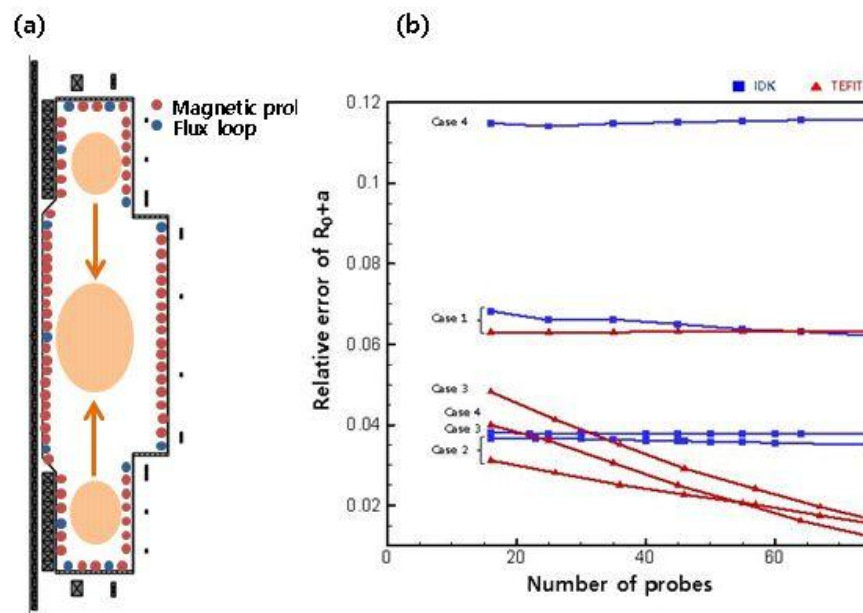 (a)
(b)
Magnetic prol
Flux loop
IDK
TEFIT
0.12
0.1
0.08
0.06
0.04
0.02
Relative error of R₀+a
Case 4
Case 1
Case 3
Case 4
Case 3
Case 2
0
20
40
60
Number of probes